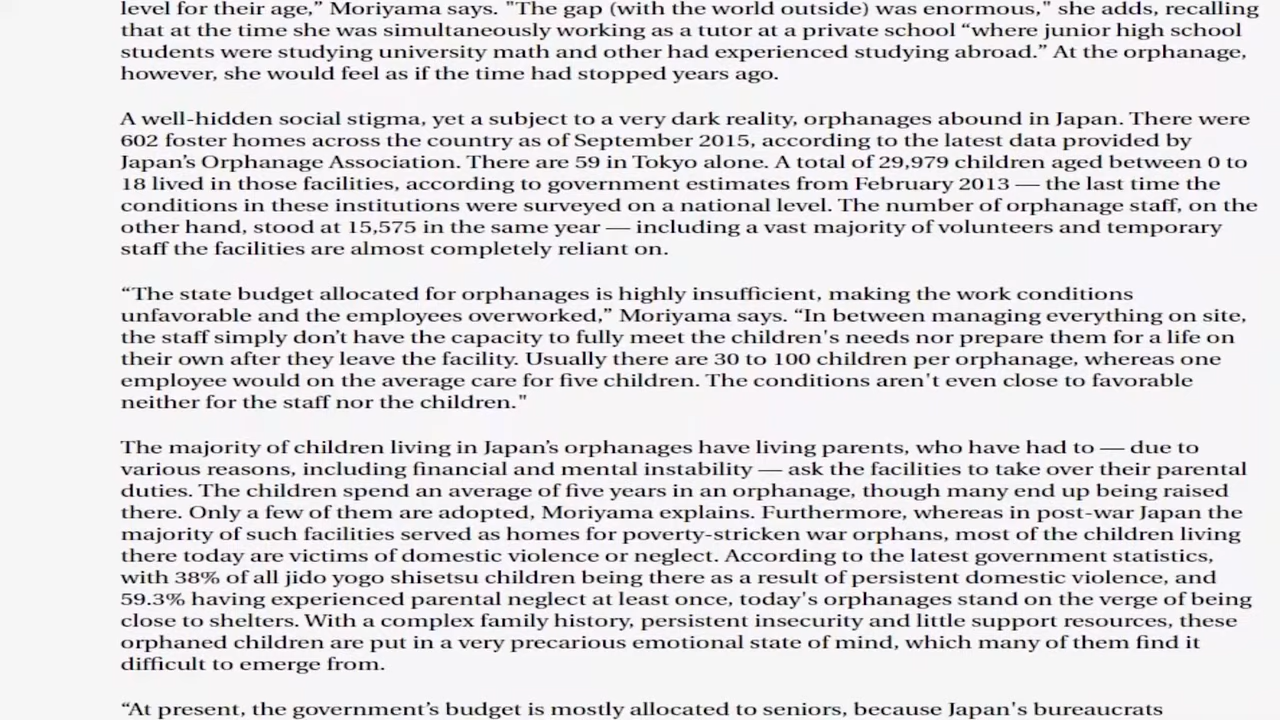 level for their age,” Moriyama says. "The gap (with the world outside) was enormous," she adds, recalling
that at the time she was simultaneously working as a tutor at a private school “where junior high school
students were studying university math and other had experienced studying abroad.” At the orphanage,
however, she would feel as if the time had stopped years ago.
A well-hidden social stigma, yet a subject to a very dark reality, orphanages abound in Japan. There were
602 foster homes across the country as of September 2015, according to the latest data provided by
Japan’s Orphanage Association. There are 59 in Tokyo alone. A total of 29,979 children aged between 0 to
18 lived in those facilities, according to government estimates from February 2013 — the last time the
conditions in these institutions were surveyed on a national level. The number of orphanage staff, on the
other hand, stood at 15,575 in the same year — including a vast majority of volunteers and temporary
staff the facilities are almost completely reliant on.
“The state budget allocated for orphanages is highly insufficient, making the work conditions
unfavorable and the employees overworked,” Moriyama says. “In between managing everything on site,
the staff simply don’t have the capacity to fully meet the children's needs nor prepare them for a life on
their own after they leave the facility. Usually there are 30 to 100 children per orphanage, whereas one
employee would on the average care for five children. The conditions aren't even close to favorable
neither for the staff nor the children."
The majority of children living in Japan’s orphanages have living parents, who have had to — due to
various reasons, including financial and mental instability — ask the facilities to take over their parental
duties. The children spend an average of five years in an orphanage, though many end up being raised
there. Only a few of them are adopted, Moriyama explains. Furthermore, whereas in post-war Japan the
majority of such facilities served as homes for poverty-stricken war orphans, most of the children living
there today are victims of domestic violence or neglect. According to the latest government statistics,
with 38% of all jido yogo shisetsu children being there as a result of persistent domestic violence, and
59.3% having experienced parental neglect at least once, today's orphanages stand on the verge of being
close to shelters. With a complex family history, persistent insecurity and little support resources, these
orphaned children are put in a very precarious emotional state of mind, which many of them find it
difficult to emerge from.
“At present, the government’s budget is mostly allocated to seniors, because Japan's bureaucrats